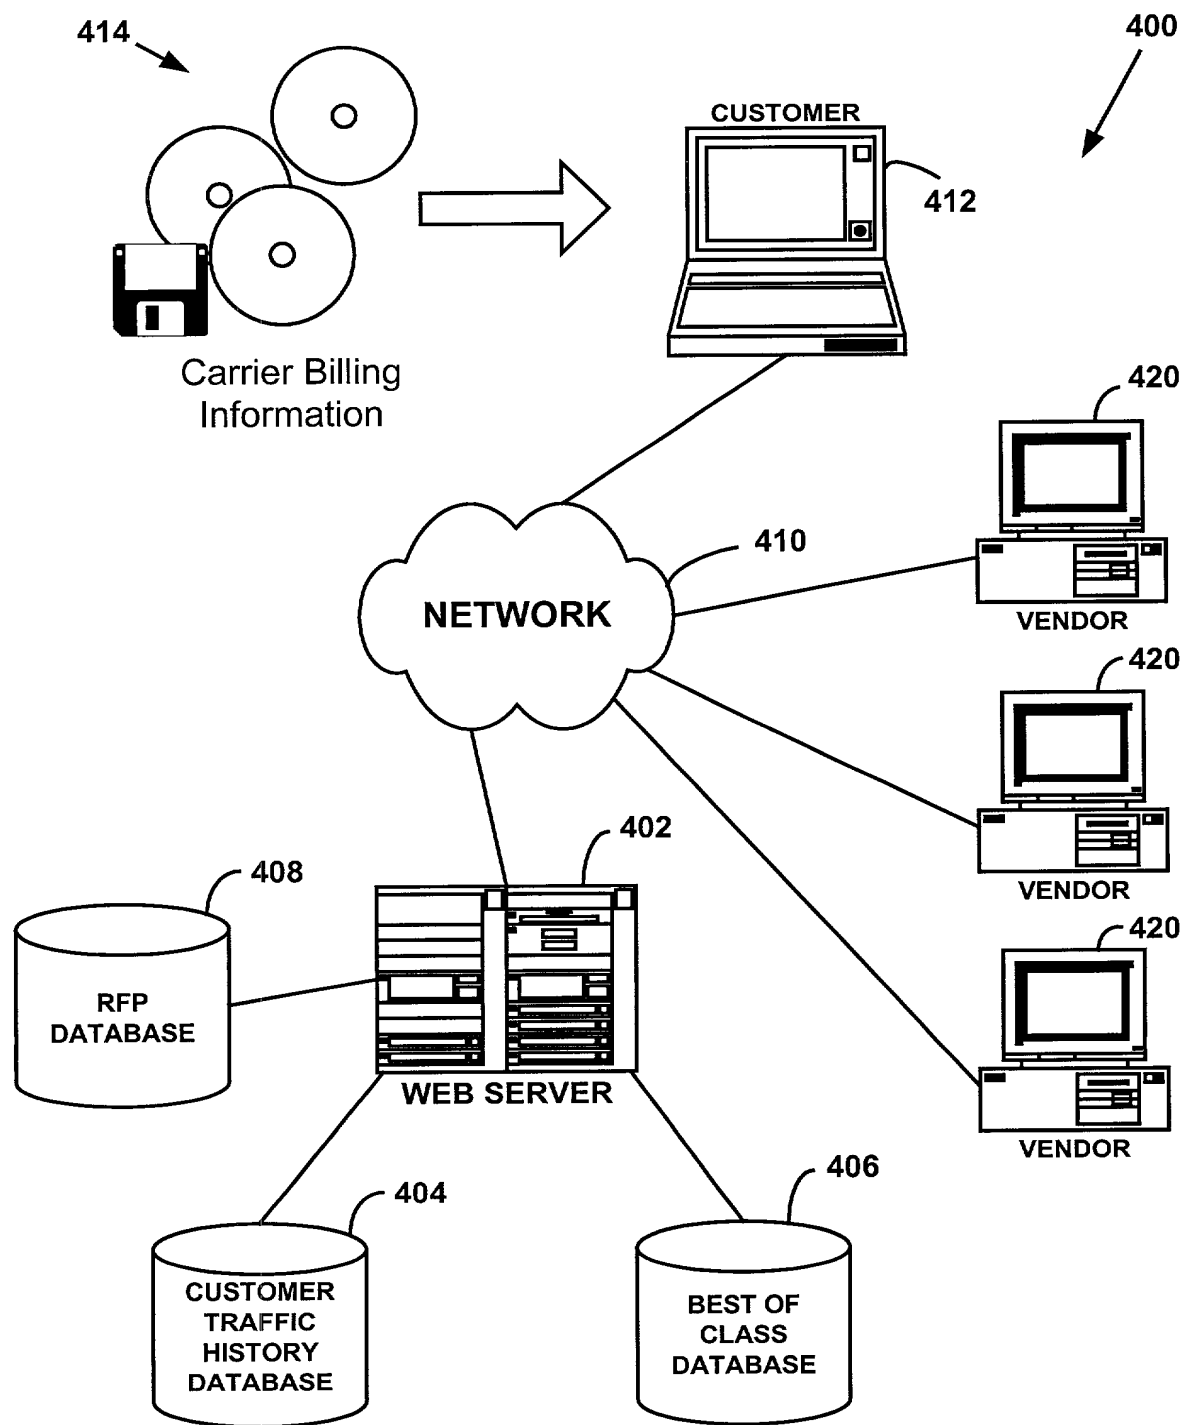 414
400
CUSTOMER
412
Carrier Billing
Information
420
410
NETWORK
VENDOR
420
402
408
VENDOR
420
RFP
DATABASE
WEB SERVER
VENDOR
406
404
CUSTOMER
TRAFFIC
HISTORY
DATABASE
BEST OF
CLASS
DATABASE